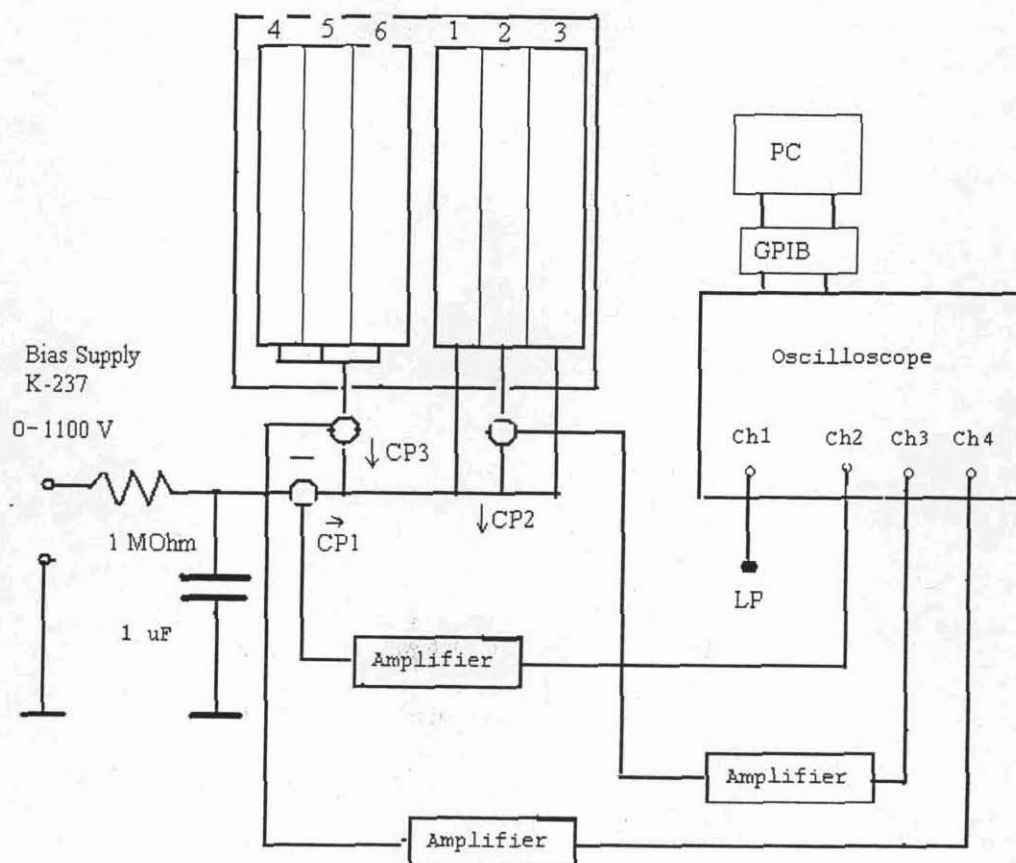 4 5 6 1 2 3
PC
GPIB
Oscilloscope
Bias Supply
K-237
0-1100 V
Ch1 Ch2 Ch3 Ch4
CP3
CP2
CP1
1 MOhm
1 uF
LP
Amplifier
Amplifier
Amplifier